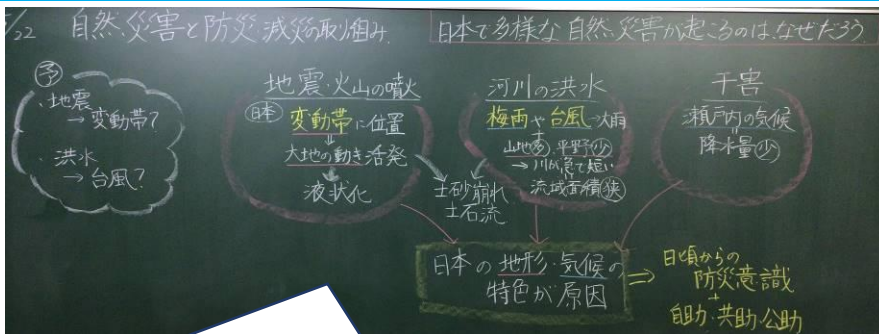 /22 自然災害と防災・減災の取り組み
日本で多様な自然災害が起こるのは、なぜだろう
予
・地震
→変動帯?
・洪水
→台風?
地震・火山の噴火
日本 変動帯に位置
⇓
大地の動き活発
⇓
液状化
土砂崩れ
土石流
河川の洪水
梅雨や台風→大雨
+
山地多、平野少
→川が急で短い
流域面積狭
干害
瀬戸内の気候
降水量少
日本の地形・気候の
特色が原因
⇒ 日頃からの
防災意識
+
自助・共助・公助